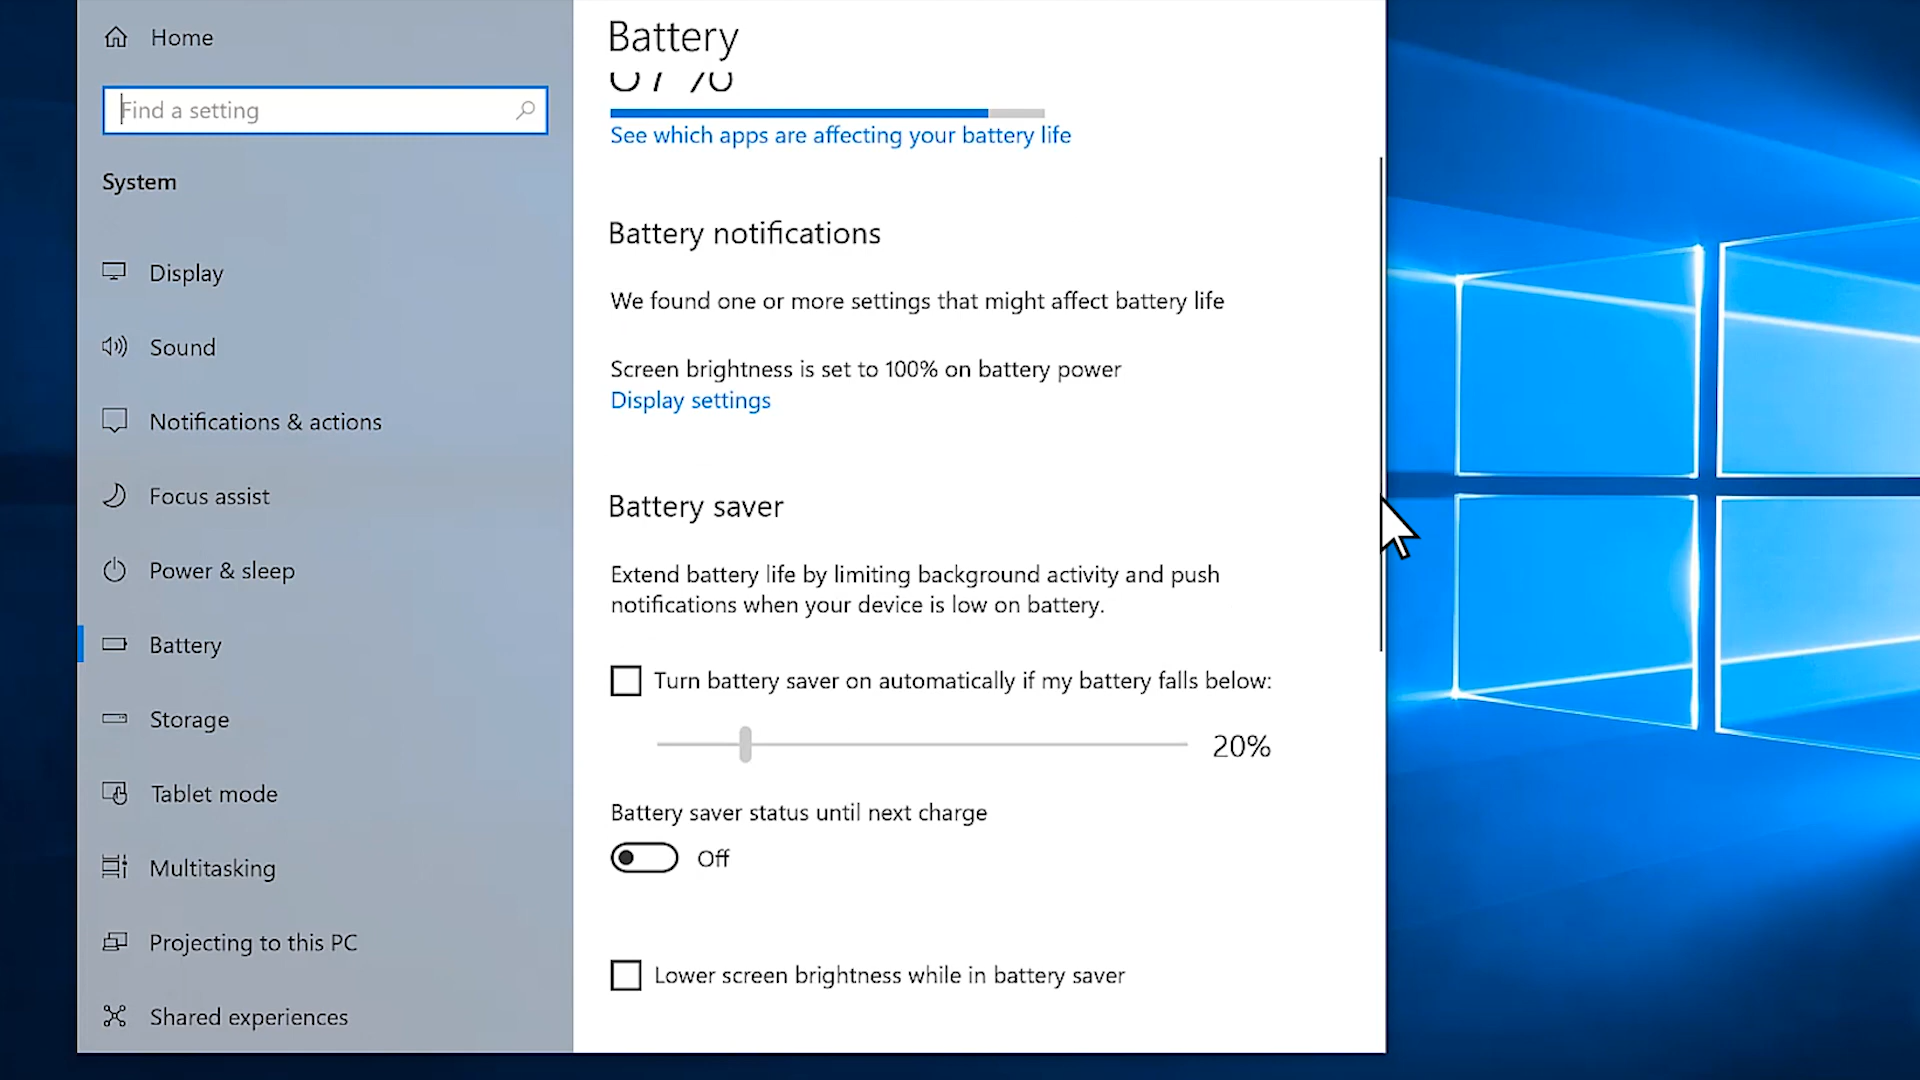 Home
Find a setting
System
Display
Sound
Notifications & actions
Focus assist
Power & sleep
Battery
Storage
Tablet mode
Multitasking
Projecting to this PC
Shared experiences
Battery
See which apps are affecting your battery life
Battery notifications
We found one or more settings that might affect battery life
Screen brightness is set to 100% on battery power
Display settings
Battery saver
Extend battery life by limiting background activity and push
notifications when your device is low on battery.
Turn battery saver on automatically if my battery falls below:
20%
Battery saver status until next charge
Off
Lower screen brightness while in battery saver